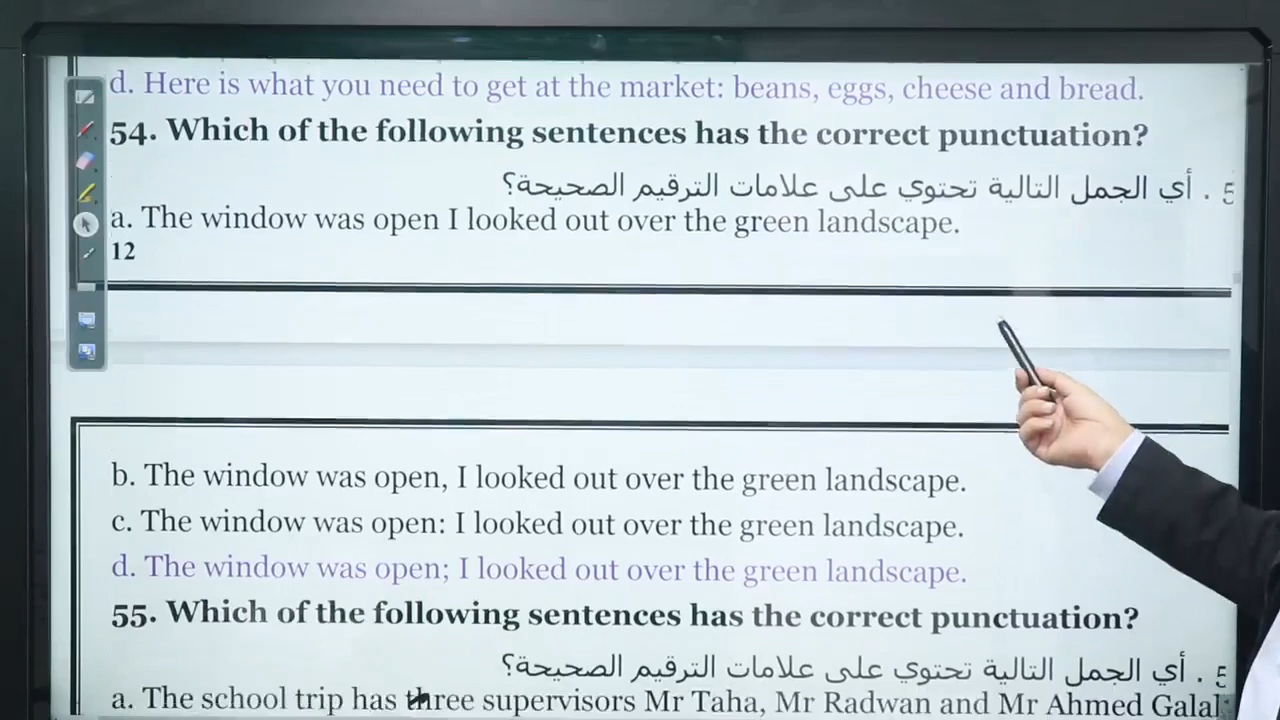 d. Here is what you need to get at the market: beans, eggs, cheese and bread.
54. Which of the following sentences has the correct punctuation?
5 . أي الجمل التالية تحتوي على علامات الترقيم الصحيحة؟
a. The window was open I looked out over the green landscape.
12
b. The window was open, I looked out over the green landscape.
c. The window was open: I looked out over the green landscape.
d. The window was open; I looked out over the green landscape.
55. Which of the following sentences has the correct punctuation?
5 . أي الجمل التالية تحتوي على علامات الترقيم الصحيحة؟
a. The school trip has three supervisors Mr Taha, Mr Radwan and Mr Ahmed Galal